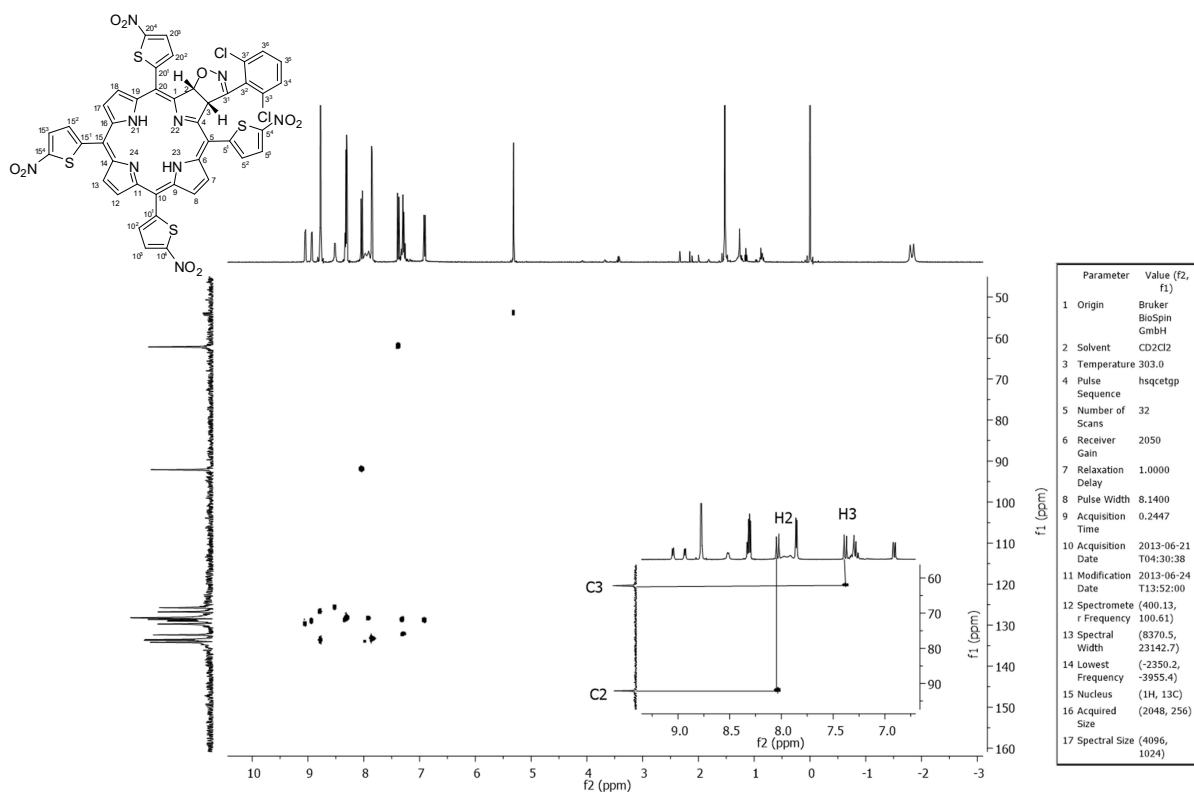 O₂N
20⁴
20³
S
20²
20¹
Cl
3⁷
3⁶
3⁵
3⁴
3³
Cl
3²
3¹
H
O
N
2
3
H
18
19
20
1
17
16
NH
21
N
22
4
5
S
5¹
5²
5³
5⁴
NO₂
15²
15³
15⁴
O₂N
S
15¹
15
14
N
24
23
HN
6
7
13
12
11
10
9
8
10¹
10²
S
NO₂
Parameter Value (f2, f1)
1 Origin Bruker
BioSpin
GmbH
2 Solvent CD2Cl2
3 Temperature 303.0
4 Pulse hsqcetgp
Sequence
5 Number of 32
Scans
6 Receiver 2050
Gain
7 Relaxation 1.0000
Delay
8 Pulse Width 8.1400
9 Acquisition 0.2447
Time
10 Acquisition 2013-06-21
Date T04:30:38
11 Modification 2013-06-24
Date T13:52:00
12 Spectromete (400.13,
r Frequency 100.61)
13 Spectral (8370.5,
Width 23142.7)
14 Lowest (-2350.2,
Frequency -3955.4)
15 Nucleus (1H, 13C)
16 Acquired (2048, 256)
Size
17 Spectral Size (4096,
1024)
50
60
70
80
90
100
110
120
130
140
150
160
f1 (ppm)
H2 H3
C3
C2
60
70
80
90
f1 (ppm)
9.0 8.5 8.0 7.5 7.0
f2 (ppm)
10 9 8 7 6 5 4 3 2 1 0 -1 -2 -3
f2 (ppm)